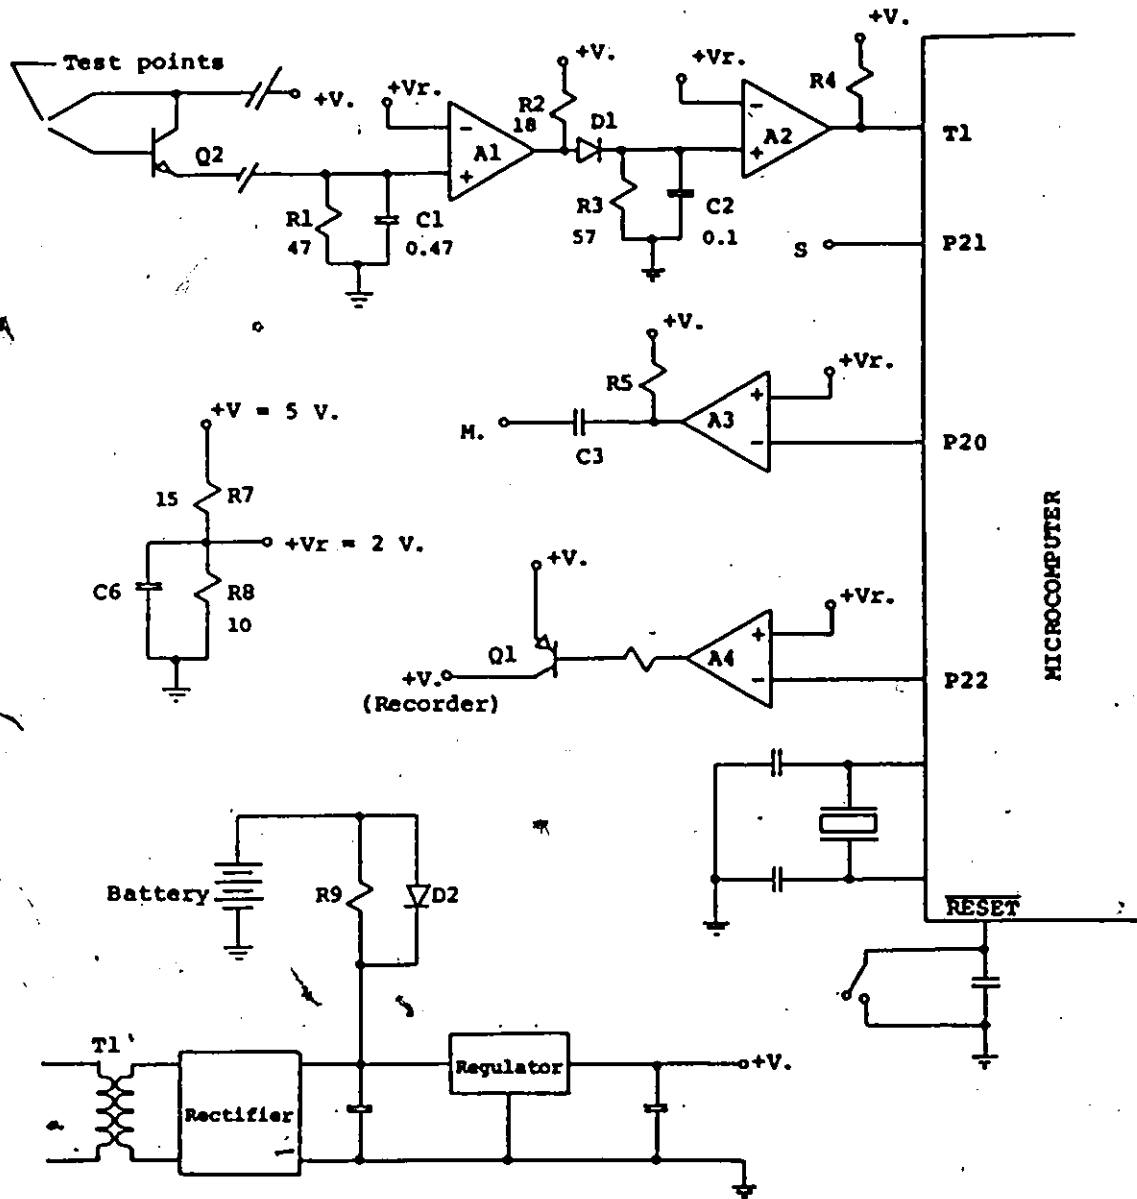 Test points
+V.
+Vr.
+V.
+Vr.
+V.
R2
18
D1
R4
A1
A2
T1
Q2
R1
47
C1
0.47
R3
57
C2
0.1
S
P21
+V.
+Vr.
R5
A3
M.
C3
P20
+V = 5 V.
15
R7
+Vr = 2 V.
C6
R8
10
+V.
+Vr.
Q1
A4
+V.
(Recorder)
P22
MICROCOMPUTER
Battery
R9
D2
RESET
T1
Rectifier
Regulator
+V.